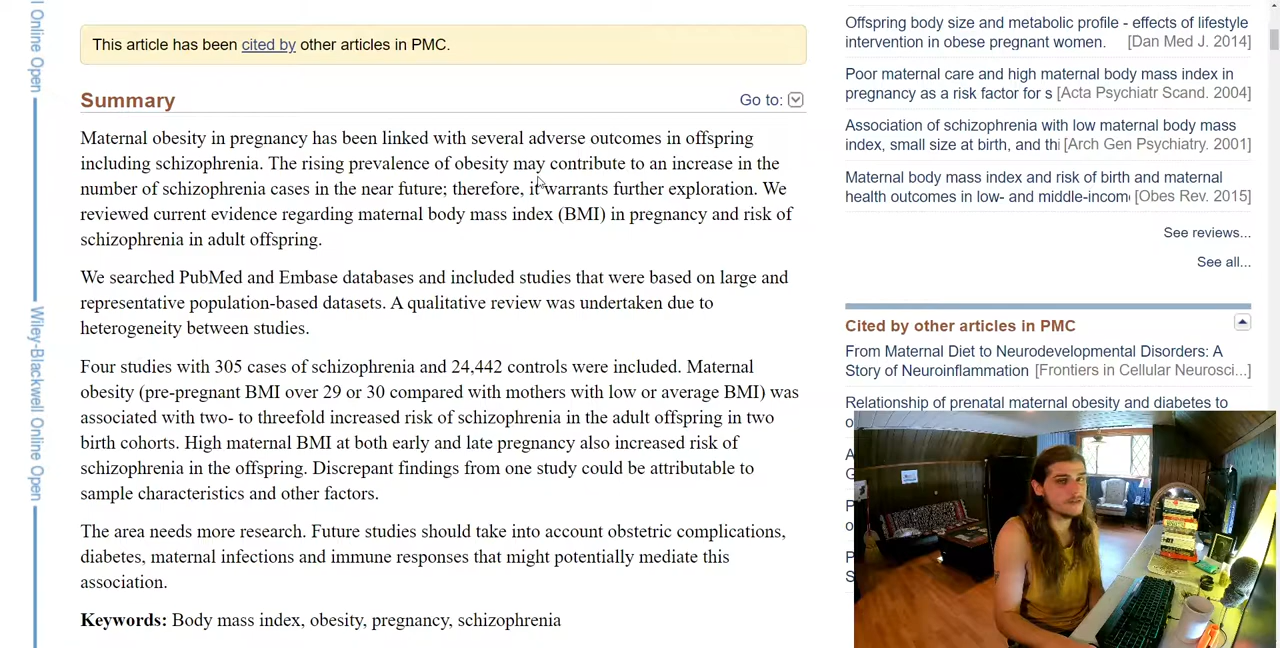 l Online Open
Wiley-Blackwell Online Open
This article has been cited by other articles in PMC.
Summary
Go to:
Maternal obesity in pregnancy has been linked with several adverse outcomes in offspring
including schizophrenia. The rising prevalence of obesity may contribute to an increase in the
number of schizophrenia cases in the near future; therefore, it warrants further exploration. We
reviewed current evidence regarding maternal body mass index (BMI) in pregnancy and risk of
schizophrenia in adult offspring.
We searched PubMed and Embase databases and included studies that were based on large and
representative population-based datasets. A qualitative review was undertaken due to
heterogeneity between studies.
Four studies with 305 cases of schizophrenia and 24,442 controls were included. Maternal
obesity (pre-pregnant BMI over 29 or 30 compared with mothers with low or average BMI) was
associated with two- to threefold increased risk of schizophrenia in the adult offspring in two
birth cohorts. High maternal BMI at both early and late pregnancy also increased risk of
schizophrenia in the offspring. Discrepant findings from one study could be attributable to
sample characteristics and other factors.
The area needs more research. Future studies should take into account obstetric complications,
diabetes, maternal infections and immune responses that might potentially mediate this
association.
Keywords: Body mass index, obesity, pregnancy, schizophrenia
Offspring body size and metabolic profile - effects of lifestyle
intervention in obese pregnant women. [Dan Med J. 2014]
Poor maternal care and high maternal body mass index in
pregnancy as a risk factor for s [Acta Psychiatr Scand. 2004]
Association of schizophrenia with low maternal body mass
index, small size at birth, and thi [Arch Gen Psychiatry. 2001]
Maternal body mass index and risk of birth and maternal
health outcomes in low- and middle-incom [Obes Rev. 2015]
See reviews...
See all...
Cited by other articles in PMC
From Maternal Diet to Neurodevelopmental Disorders: A
Story of Neuroinflammation [Frontiers in Cellular Neurosci...]
Relationship of prenatal maternal obesity and diabetes to